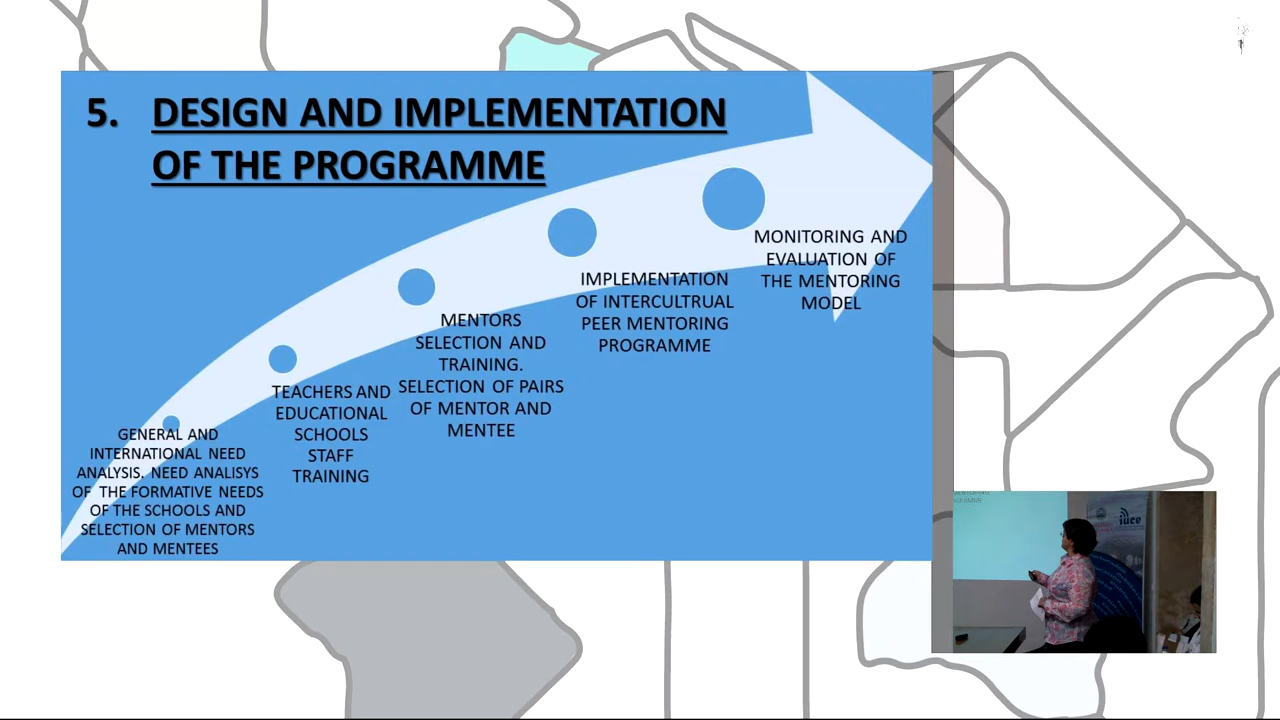 5. DESIGN AND IMPLEMENTATION
OF THE PROGRAMME
GENERAL AND
INTERNATIONAL NEED
ANALYSIS. NEED ANALISYS
OF THE FORMATIVE NEEDS
OF THE SCHOOLS AND
SELECTION OF MENTORS
AND MENTEES
TEACHERS AND
EDUCATIONAL
SCHOOLS
STAFF
TRAINING
MENTORS
SELECTION AND
TRAINING.
SELECTION OF PAIRS
OF MENTOR AND
MENTEE
IMPLEMENTATION
OF INTERCULTRUAL
PEER MENTORING
PROGRAMME
MONITORING AND
EVALUATION OF
THE MENTORING
MODEL
iuce